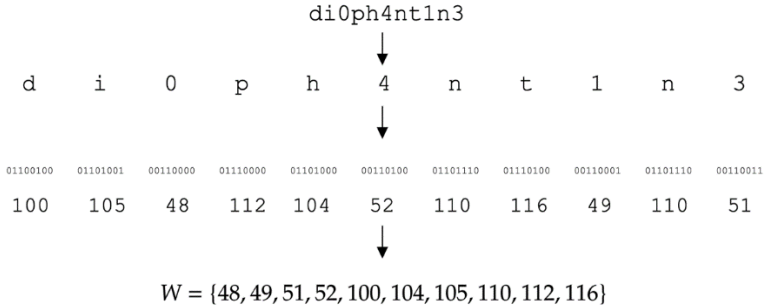 di0ph4nt1n3
d i 0 p h 4 n t 1 n 3
01100100 01101001 00110000 01110000 01101000 00110100 01101110 01110100 00110001 01101110 00110011
100 105 48 112 104 52 110 116 49 110 51
W = {48, 49, 51, 52, 100, 104, 105, 110, 112, 116}